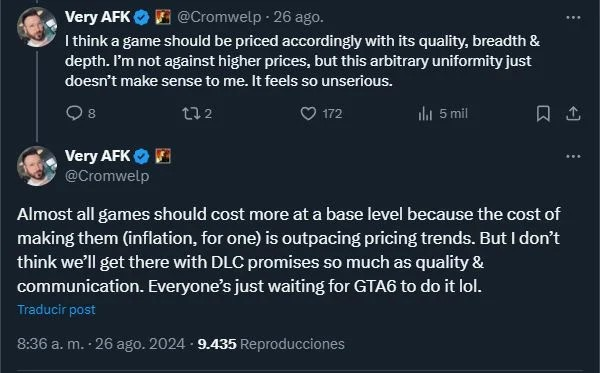 Very AFK @Cromwelp · 26 ago.
I think a game should be priced accordingly with its quality, breadth &
depth. I’m not against higher prices, but this arbitrary uniformity just
doesn’t make sense to me. It feels so unserious.
8 2 172 5 mil
Very AFK
@Cromwelp
Almost all games should cost more at a base level because the cost of
making them (inflation, for one) is outpacing pricing trends. But I don’t
think we’ll get there with DLC promises so much as quality &
communication. Everyone’s just waiting for GTA6 to do it lol.
Traducir post
8:36 a. m. · 26 ago. 2024 · 9.435 Reproducciones